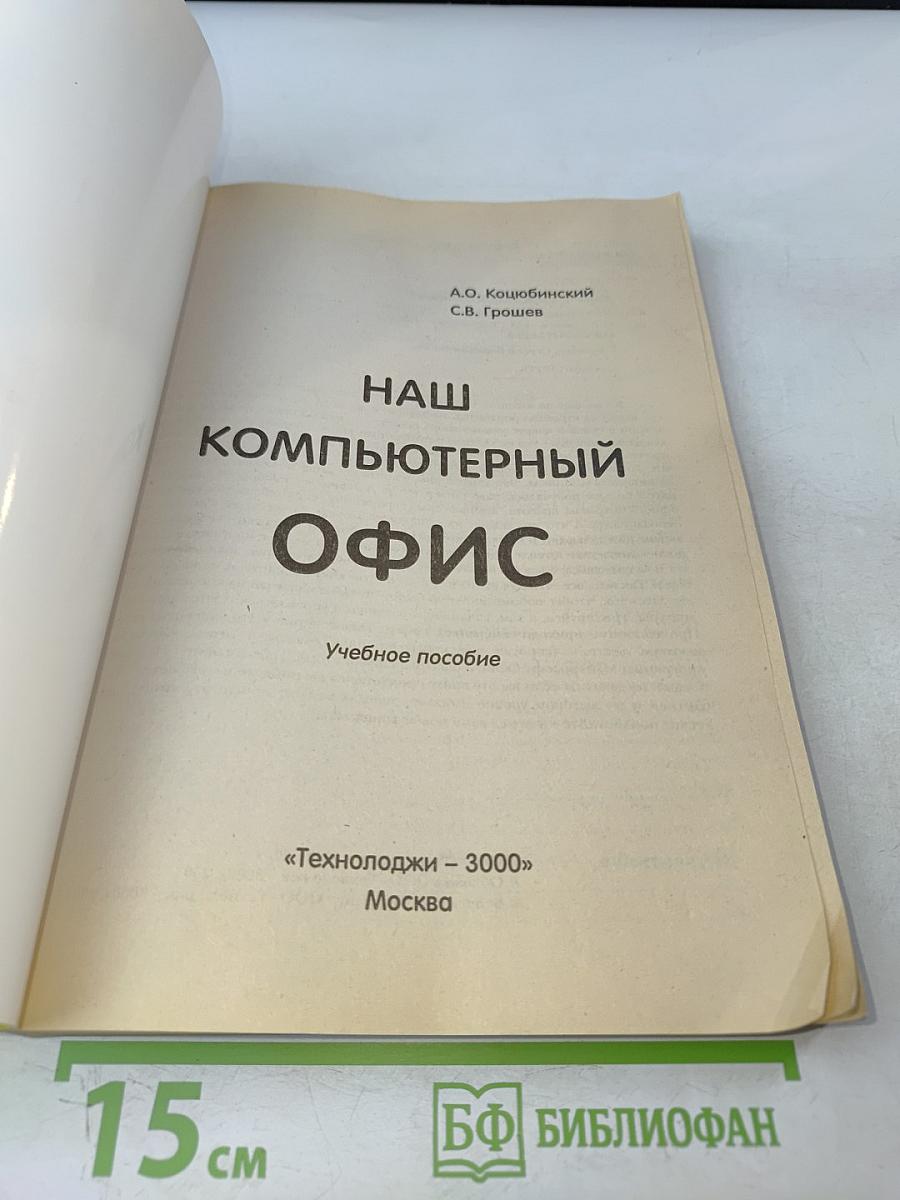 А.О. Коцюбинский
С.В. Грошев
НАШ
КОМПЬЮТЕРНЫЙ
ОФИС
Учебное пособие
«Технолоджи – 3000»
Москва
15 см
БФ БИБЛИОФАН